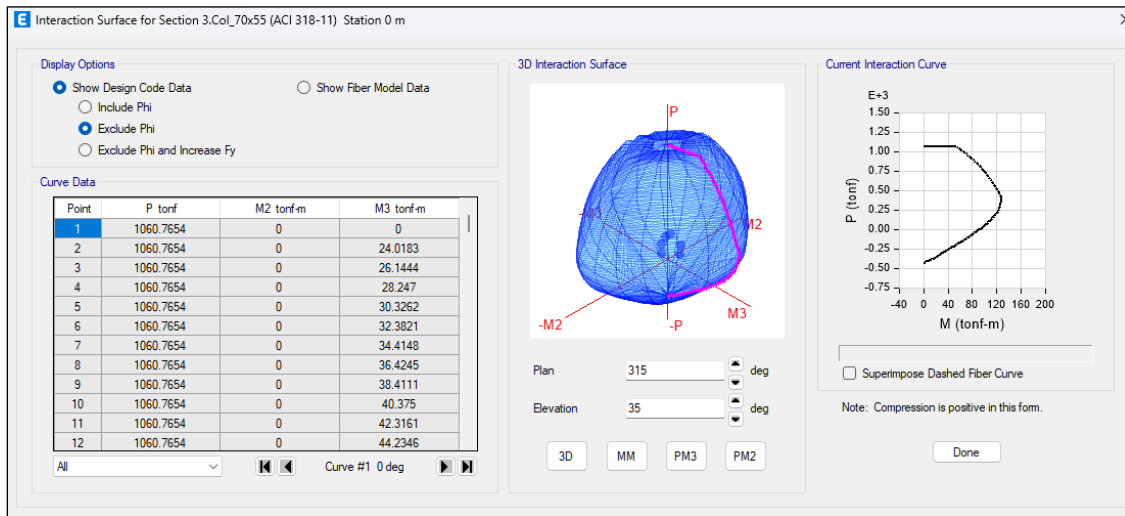 E Interaction Surface for Section 3.Col_70x55 (ACI 318-11) Station 0 m
Display Options
Show Design Code Data
Show Fiber Model Data
Include Phi
Exclude Phi
Exclude Phi and Increase Fy
Curve Data
Point P tonf M2 tonf-m M3 tonf-m
1 1060.7654 0 0
2 1060.7654 0 24.0183
3 1060.7654 0 26.1444
4 1060.7654 0 28.247
5 1060.7654 0 30.3262
6 1060.7654 0 32.3821
7 1060.7654 0 34.4148
8 1060.7654 0 36.4245
9 1060.7654 0 38.4111
10 1060.7654 0 40.375
11 1060.7654 0 42.3161
12 1060.7654 0 44.2346
All
Curve #1 0 deg
3D Interaction Surface
P
-M3
M2
-M2
-P
M3
Plan 315 deg
Elevation 35 deg
3D MM PM3 PM2
Current Interaction Curve
E+3
1.50
1.25
1.00
0.75
0.50
0.25
0.00
-0.25
-0.50
-0.75
P (tonf)
-40 0 40 80 120 160 200
M (tonf-m)
Superimpose Dashed Fiber Curve
Note: Compression is positive in this form.
Done